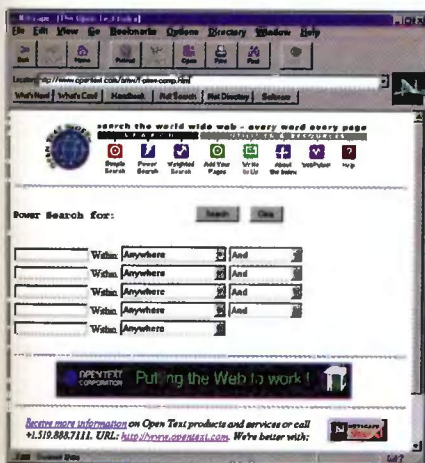 Netscape - [The Open Text Index]
File Edit View Go Bookmarks Options Directory Window Help
Back Home Reload Open Print Find
Location: http://www.opentext.com/omw/f-omw-comp.html
What's New! What's Cool! Handbook Net Search Net Directory Software
search the world wide web - every word every page
SEARCH
Simple Search Power Search Weighted Search Add Your Pages Write to Us About the Index WebPulse! Help
Power Search for: Search Clear
Within Anywhere And
Within Anywhere And
Within Anywhere And
Within Anywhere And
Within Anywhere
OPENTEXT CORPORATION Putting the Web to work!
Receive more information on Open Text products and services or call
+1.519.888.7111. URL: http://www.opentext.com. We're better with: NETSCAPE